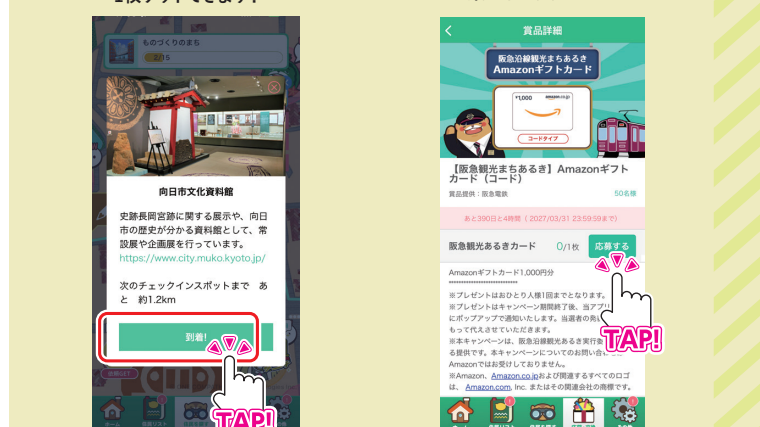 ものづくりのまち
2/15
向日市文化資料館
史跡長岡宮跡に関する展示や、向日
市の歴史が分かる資料館として、常
設展や企画展を行っています。
https://www.city.muko.kyoto.jp/
次のチェックインスポットまで あ
と 約1.2km
到着!
TAP!
賞品詳細
阪急沿線観光まちあるき
Amazonギフトカード
¥1,000 amazon.co.jp
コードタイプ
【阪急観光まちあるき】Amazonギフト
カード（コード）
賞品提供：阪急電鉄 50名様
あと390日と4時間（2027/03/31 23:59:59まで）
阪急観光あるきカード 0/1枚 応募する
Amazonギフトカード1,000円分
※プレゼントはおひとり人様1回までとなります。
※プレゼントはキャンペーン期間終了後、当アプリ
にポップアップで通知いたします。当選者の発
もって代えさせていただきます。
※本キャンペーンは、阪急沿線観光あるき実行
る提供です。本キャンペーンについてのお問い合
Amazonではお受けしておりません。
※Amazon、Amazon.co.jpおよび関連するすべてのロゴ
は、Amazon.com, Inc. またはその関連会社の商標です。
TAP!